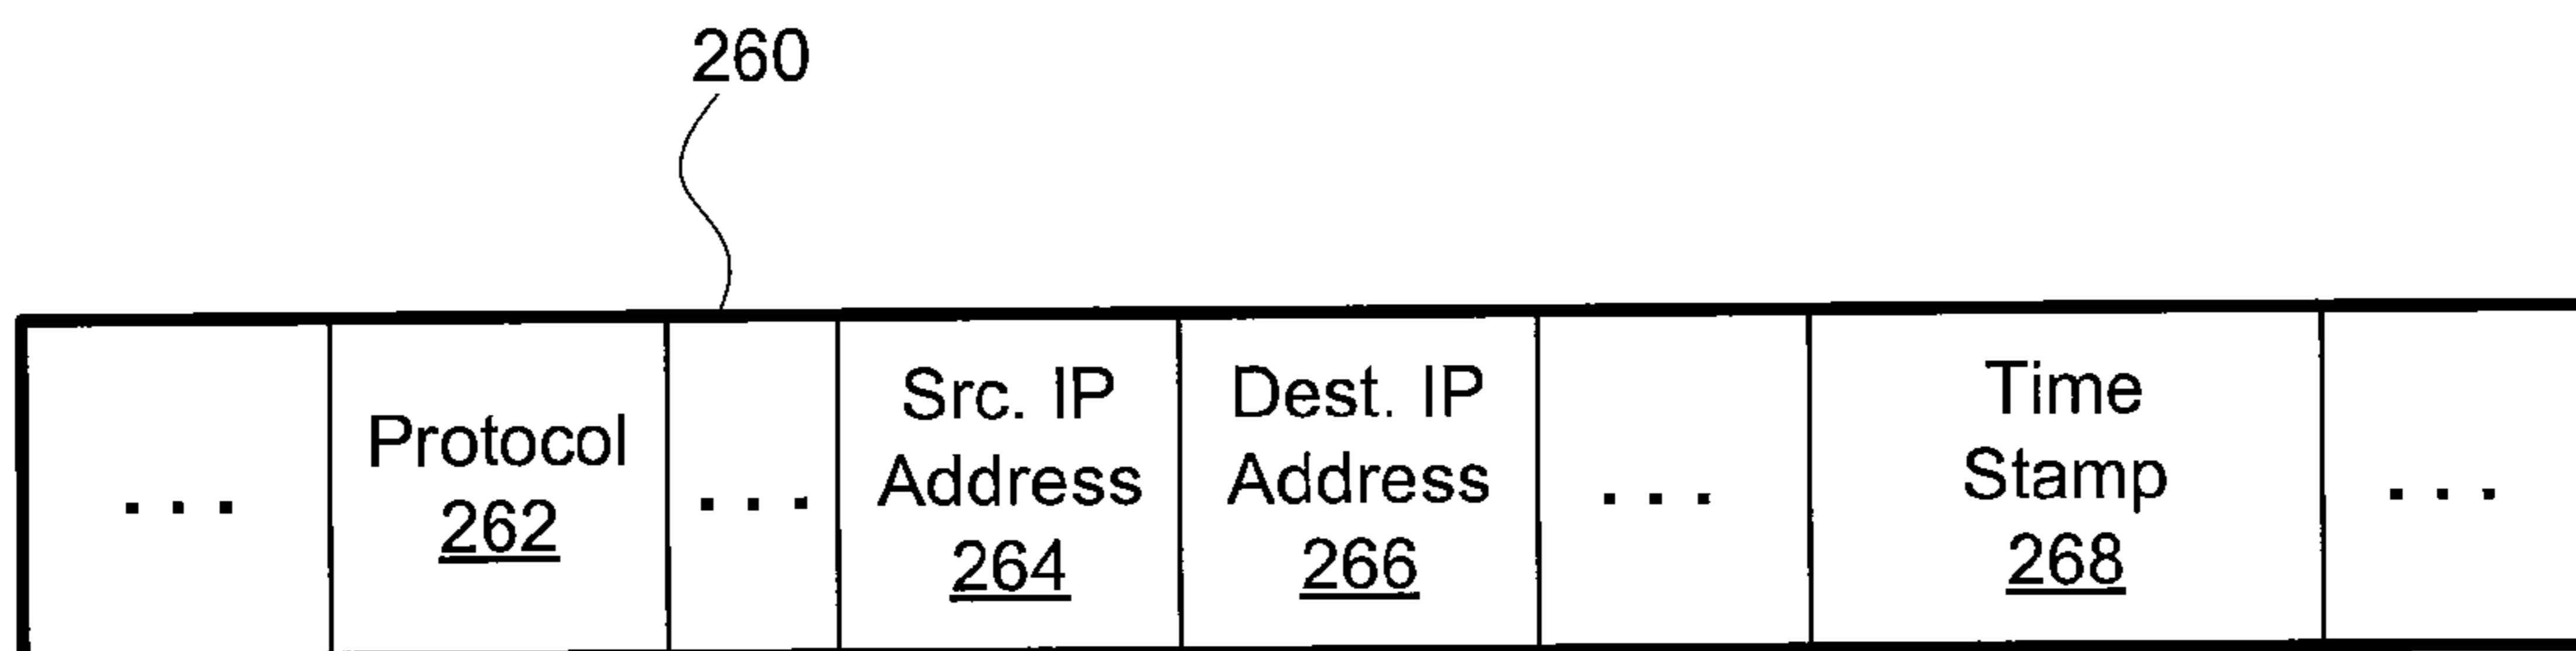 260
...
Protocol
262
...
Src. IP
Address
264
Dest. IP
Address
266
...
Time
Stamp
268
...